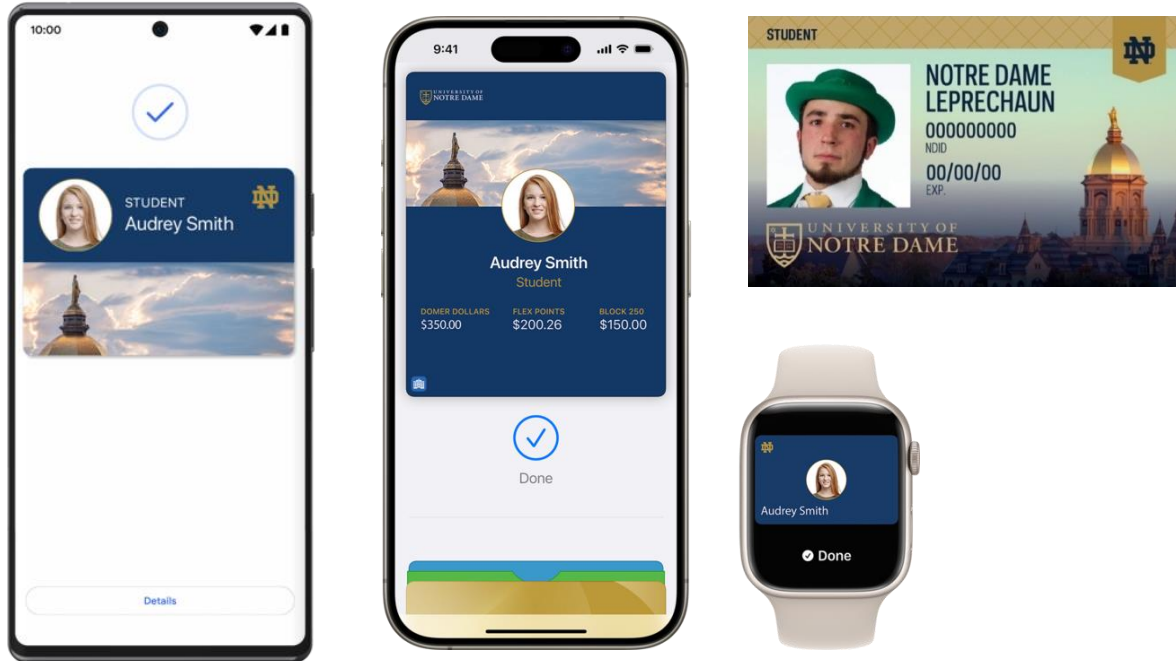 10:00
STUDENT
Audrey Smith
Details
9:41
UNIVERSITY OF
NOTRE DAME
Audrey Smith
Student
DOMER DOLLARS FLEX POINTS BLOCK 250
$350.00 $200.26 $150.00
Done
STUDENT
ND
NOTRE DAME
LEPRECHAUN
000000000
NDID
00/00/00
EXP.
UNIVERSITY OF
NOTRE DAME
Audrey Smith
Done